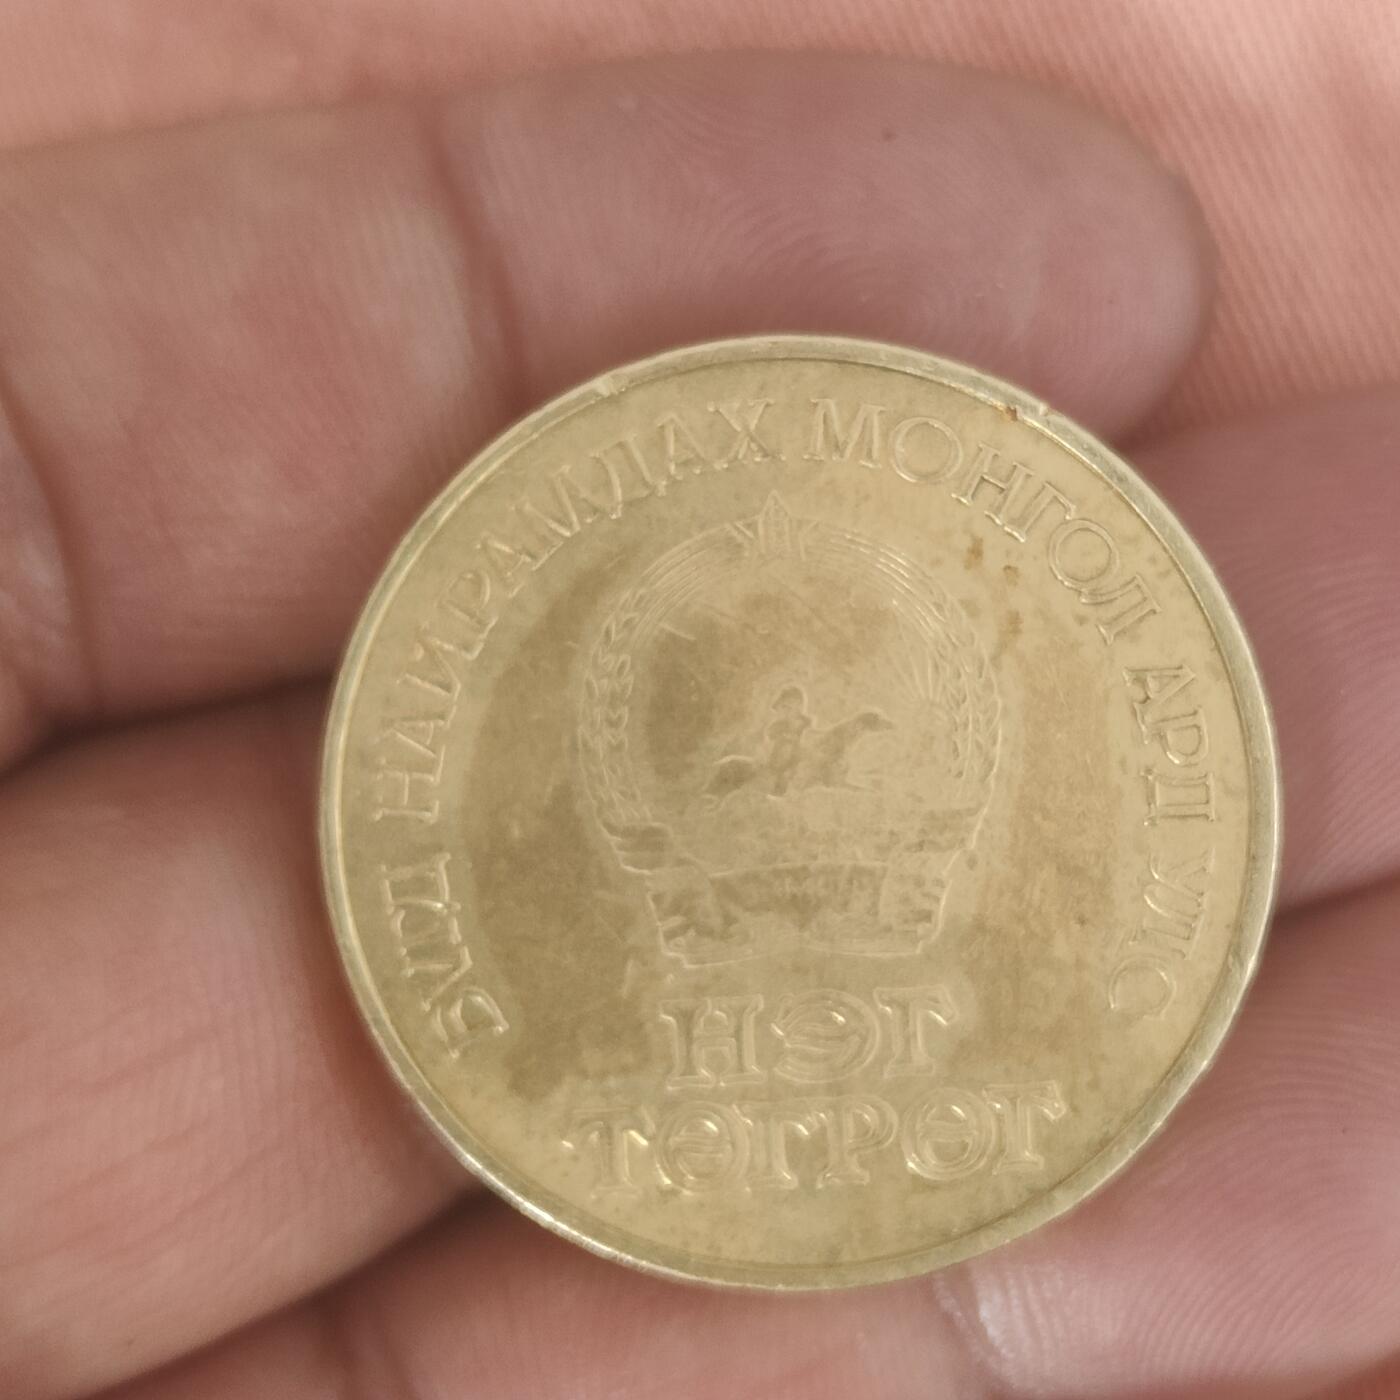 БҮГД НАЙРАМДАХ МОНГОЛ АРД УЛС
НЭГ
ТӨГРӨГ